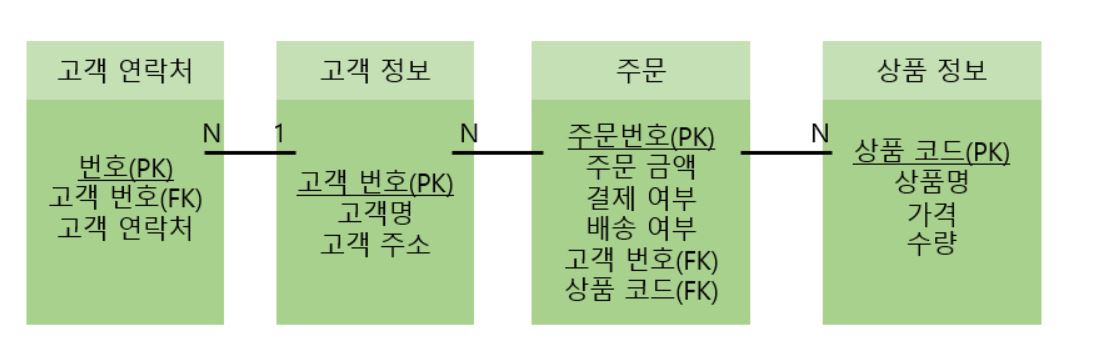 고객 연락처
N
번호(PK)
고객 번호(FK)
고객 연락처
고객 정보
1
N
고객 번호(PK)
고객명
고객 주소
주문
주문번호(PK)
주문 금액
결제 여부
배송 여부
고객 번호(FK)
상품 코드(FK)
상품 정보
N
상품 코드(PK)
상품명
가격
수량